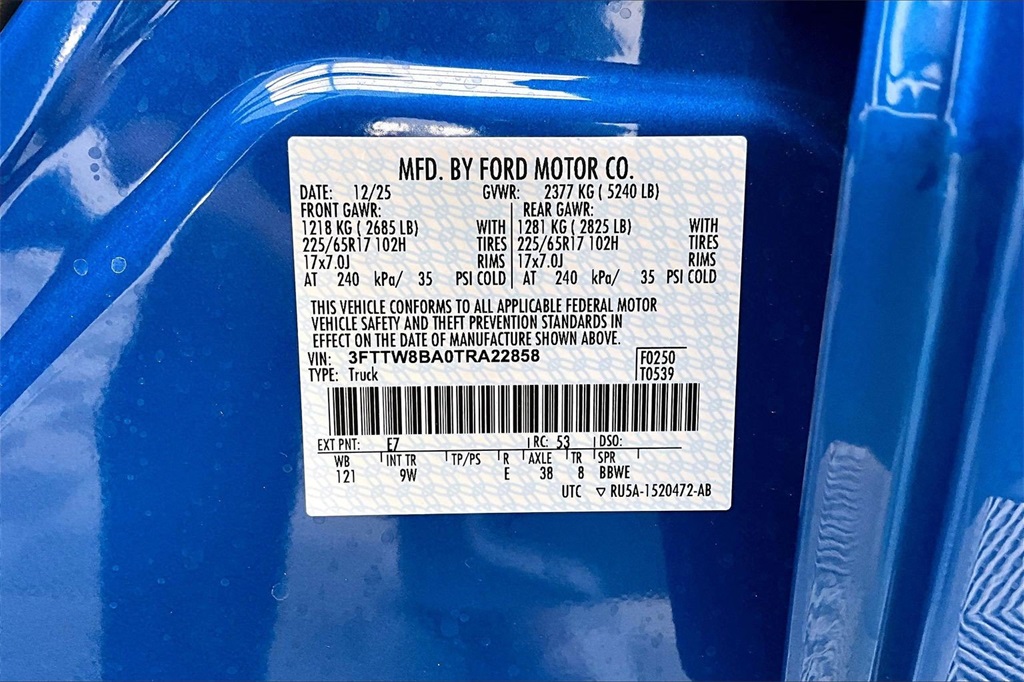 MFD. BY FORD MOTOR CO.
DATE: 12/25 GVWR: 2377 KG ( 5240 LB)
FRONT GAWR: REAR GAWR:
1218 KG ( 2685 LB) WITH 1281 KG ( 2825 LB) WITH
225/65R17 102H TIRES 225/65R17 102H TIRES
17x7.0J RIMS 17x7.0J RIMS
AT 240 kPa/ 35 PSI COLD AT 240 kPa/ 35 PSI COLD
THIS VEHICLE CONFORMS TO ALL APPLICABLE FEDERAL MOTOR
VEHICLE SAFETY AND THEFT PREVENTION STANDARDS IN
EFFECT ON THE DATE OF MANUFACTURE SHOWN ABOVE.
VIN: 3FTTW8BA0TRA22858 F0250
TYPE: Truck T0539
EXT PNT: E7 RC: 53 DSO:
WB INT TR TP/PS R AXLE TR SPR
121 9W E 38 8 BBWE
UTC ▽ RU5A-1520472-AB